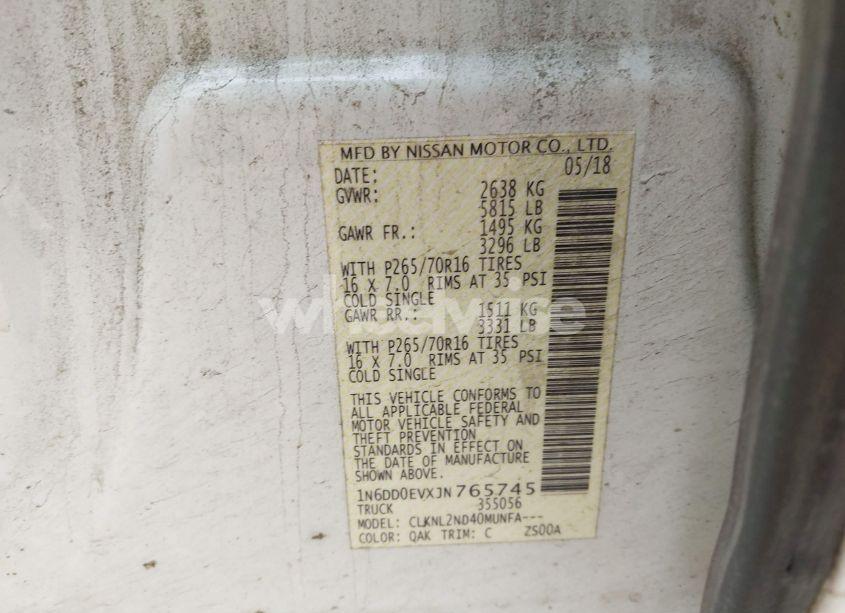 MFD BY NISSAN MOTOR CO., LTD.
DATE: 05/18
GVWR: 2638 KG
5815 LB
GAWR FR.: 1495 KG
3296 LB
WITH P265/70R16 TIRES
16 X 7.0 RIMS AT 35 PSI
COLD SINGLE
GAWR RR.: 1511 KG
3331 LB
WITH P265/70R16 TIRES
16 X 7.0 RIMS AT 35 PSI
COLD SINGLE
THIS VEHICLE CONFORMS TO
ALL APPLICABLE FEDERAL
MOTOR VEHICLE SAFETY AND
THEFT PREVENTION
STANDARDS IN EFFECT ON
THE DATE OF MANUFACTURE
SHOWN ABOVE.
1N6DD0EVXJN765745
TRUCK 355056
MODEL: CLKNL2ND40MUNFA---
COLOR: QAK TRIM: C ZS00A